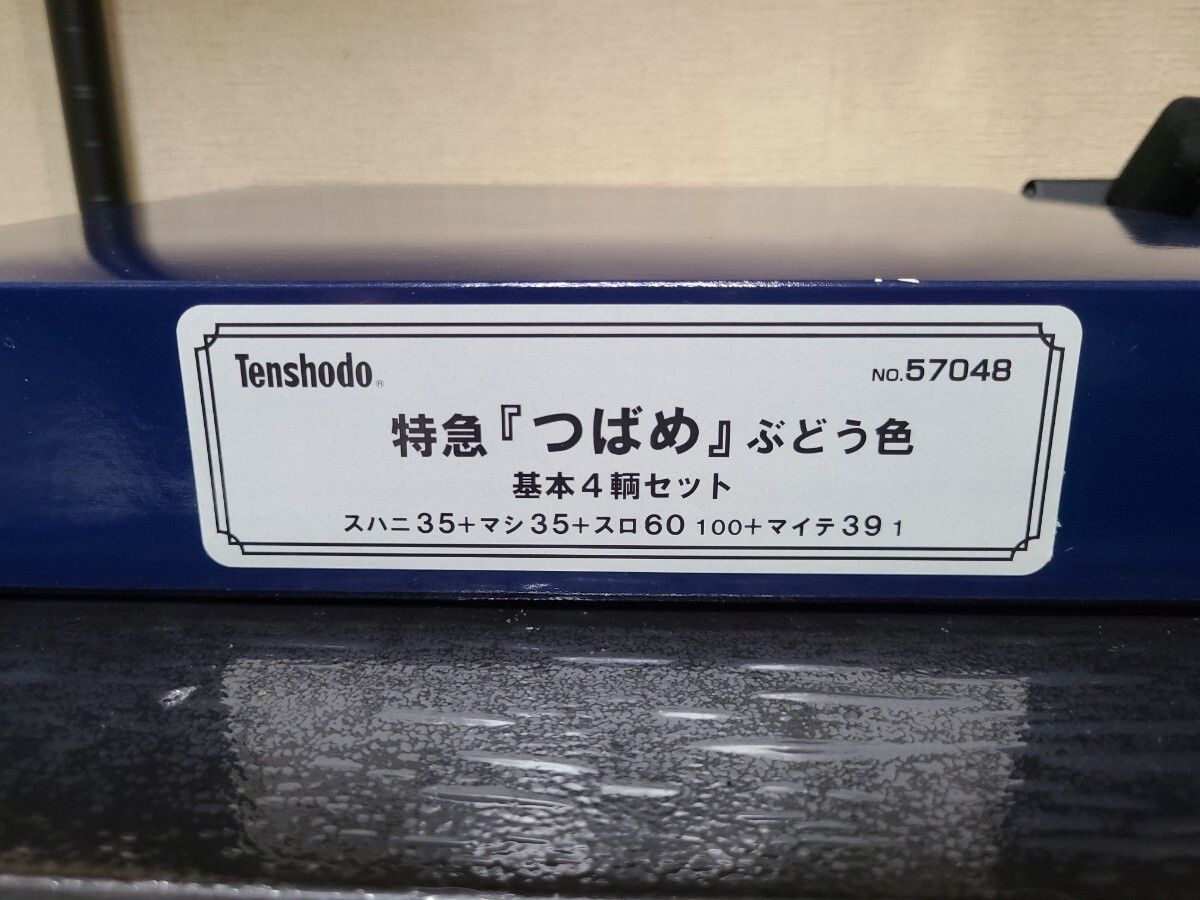 Tenshodo®
NO.57048
特急『つばめ』ぶどう色
基本4輌セット
スハニ35+マシ35+スロ60 100+マイテ39 1